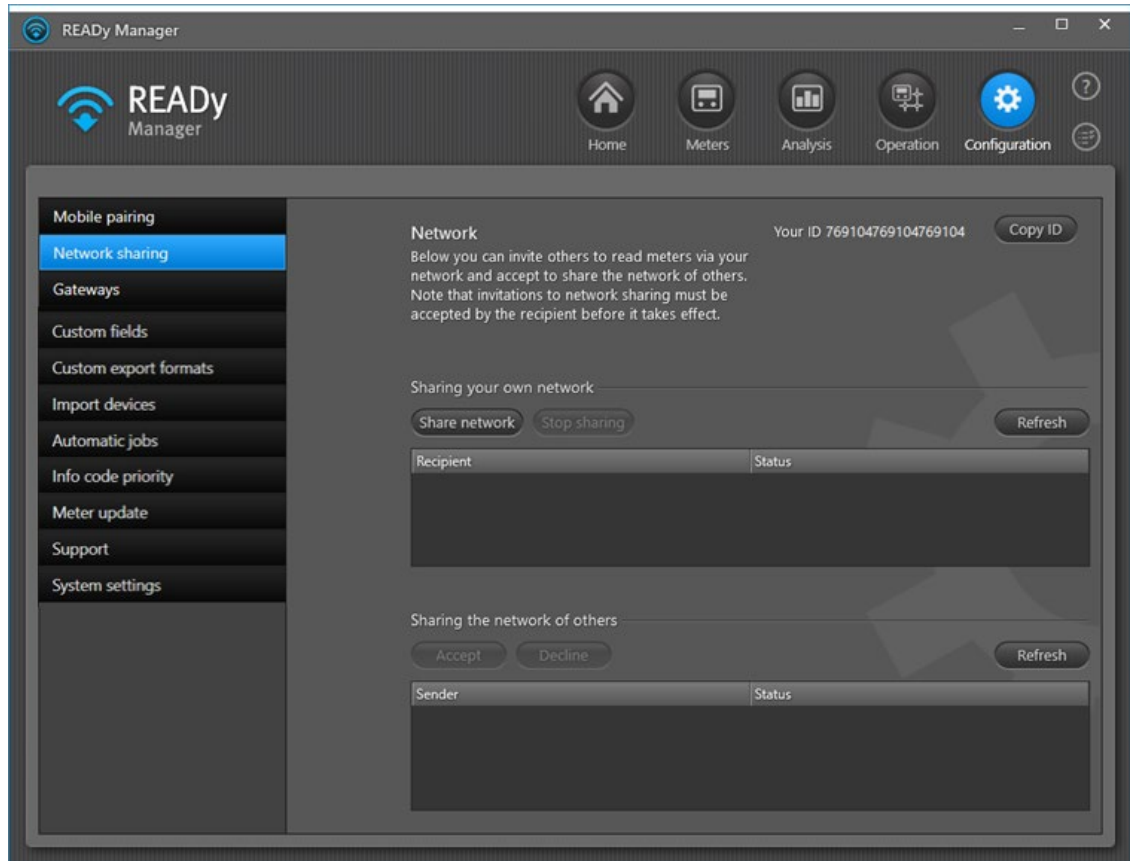 READy Manager
READy
Manager
Home
Meters
Analysis
Operation
Configuration
?
Mobile pairing
Network sharing
Gateways
Custom fields
Custom export formats
Import devices
Automatic jobs
Info code priority
Meter update
Support
System settings
Network
Your ID 769104769104769104
Copy ID
Below you can invite others to read meters via your
network and accept to share the network of others.
Note that invitations to network sharing must be
accepted by the recipient before it takes effect.
Sharing your own network
Share network
Stop sharing
Refresh
Recipient
Status
Sharing the network of others
Accept
Decline
Refresh
Sender
Status